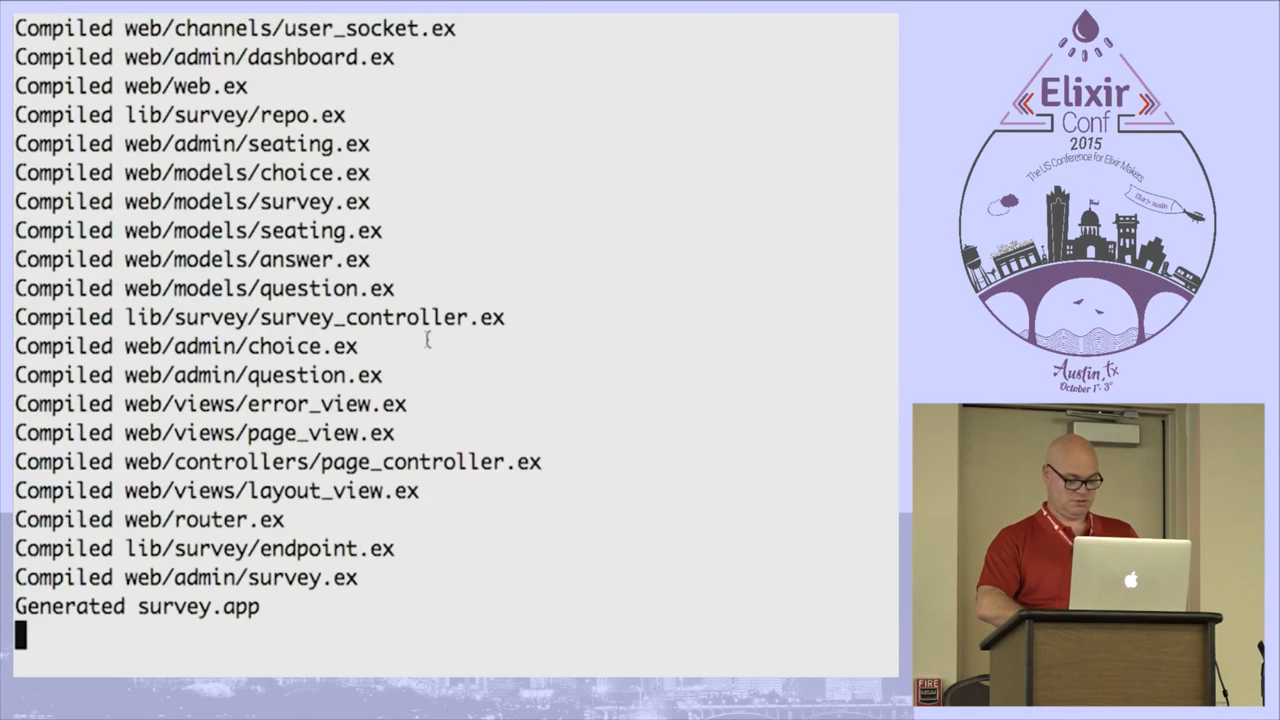 Compiled web/channels/user_socket.ex
Compiled web/admin/dashboard.ex
Compiled web/web.ex
Compiled lib/survey/repo.ex
Compiled web/admin/seating.ex
Compiled web/models/choice.ex
Compiled web/models/survey.ex
Compiled web/models/seating.ex
Compiled web/models/answer.ex
Compiled web/models/question.ex
Compiled lib/survey/survey_controller.ex
Compiled web/admin/choice.ex
Compiled web/admin/question.ex
Compiled web/views/error_view.ex
Compiled web/views/page_view.ex
Compiled web/controllers/page_controller.ex
Compiled web/views/layout_view.ex
Compiled web/router.ex
Compiled lib/survey/endpoint.ex
Compiled web/admin/survey.ex
Generated survey.app
Elixir
Conf
2015
The US Conference for Elixir Makers
Austin, tx
October 1st - 3rd
FIRE